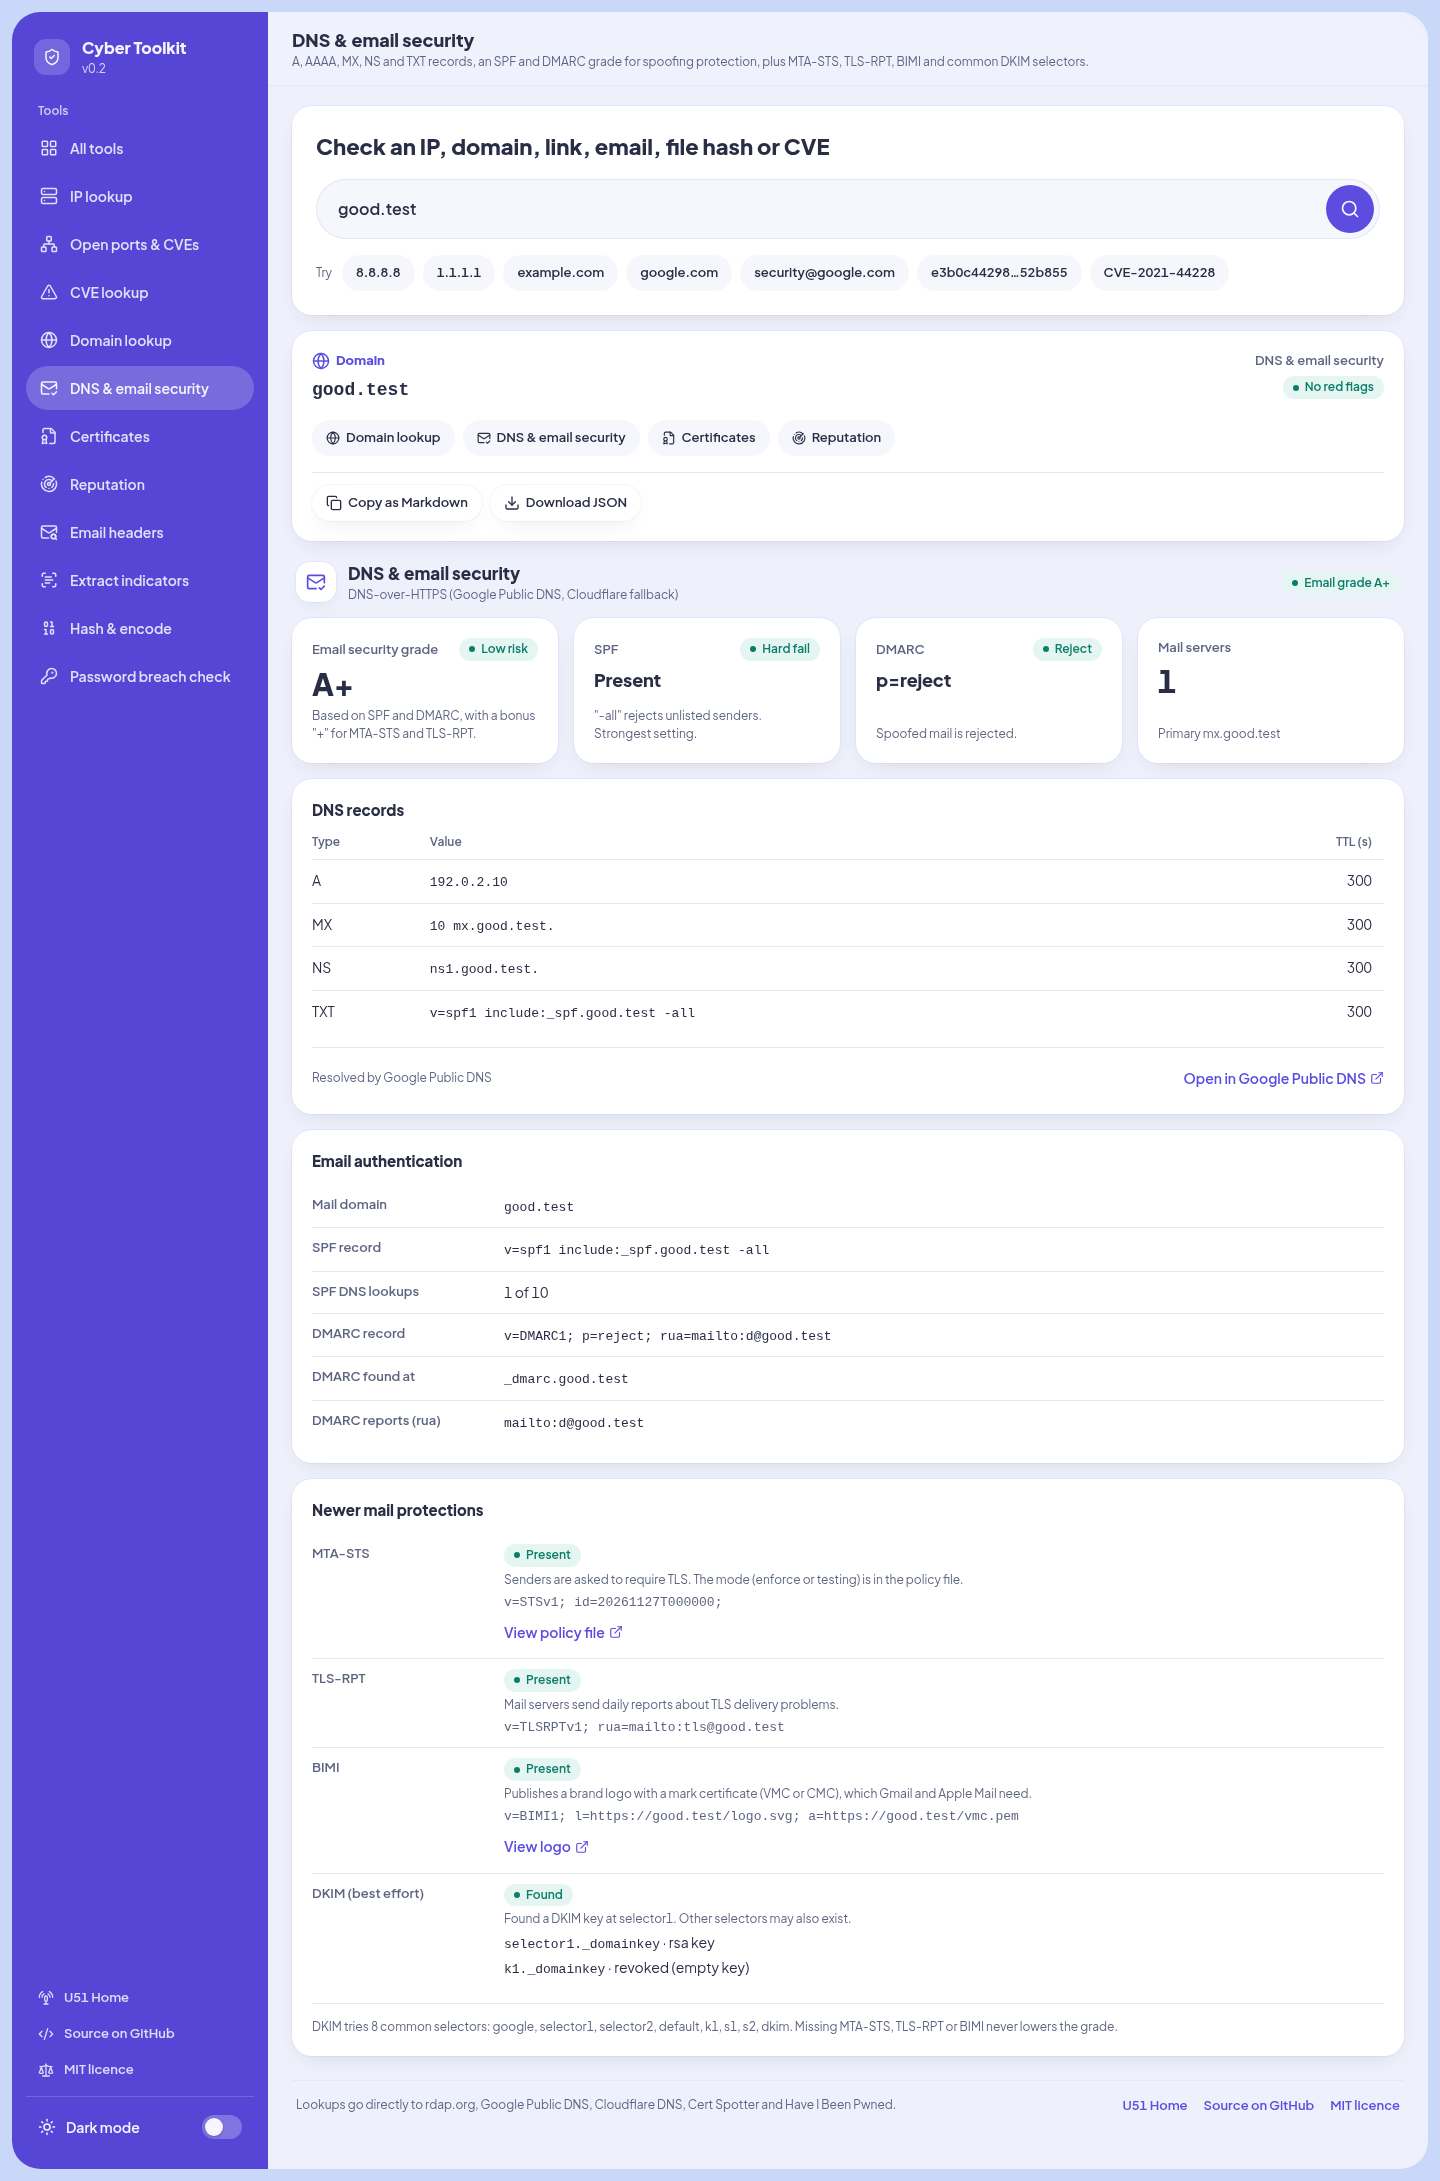 Cyber Toolkit
v0.2
Tools
All tools
IP lookup
Open ports & CVEs
CVE lookup
Domain lookup
DNS & email security
Certificates
Reputation
Email headers
Extract indicators
Hash & encode
Password breach check
U51 Home
Source on GitHub
MIT licence
Dark mode
DNS & email security
A, AAAA, MX, NS and TXT records, an SPF and DMARC grade for spoofing protection, plus MTA-STS, TLS-RPT, BIMI and common DKIM selectors.
Check an IP, domain, link, email, file hash or CVE
good.test
Try 8.8.8.8 1.1.1.1 example.com google.com security@google.com e3b0c44298…52b855 CVE-2021-44228
Domain
DNS & email security
good.test
No red flags
Domain lookup DNS & email security Certificates Reputation
Copy as Markdown Download JSON
DNS & email security
DNS-over-HTTPS (Google Public DNS, Cloudflare fallback)
Email grade A+
Email security grade Low risk
A+
Based on SPF and DMARC, with a bonus
"+" for MTA-STS and TLS-RPT.
SPF Hard fail
Present
"-all" rejects unlisted senders.
Strongest setting.
DMARC Reject
p=reject
Spoofed mail is rejected.
Mail servers
1
Primary mx.good.test
DNS records
Type Value TTL (s)
A 192.0.2.10 300
MX 10 mx.good.test. 300
NS ns1.good.test. 300
TXT v=spf1 include:_spf.good.test -all 300
Resolved by Google Public DNS Open in Google Public DNS
Email authentication
Mail domain good.test
SPF record v=spf1 include:_spf.good.test -all
SPF DNS lookups 1 of 10
DMARC record v=DMARC1; p=reject; rua=mailto:d@good.test
DMARC found at _dmarc.good.test
DMARC reports (rua) mailto:d@good.test
Newer mail protections
MTA-STS Present
Senders are asked to require TLS. The mode (enforce or testing) is in the policy file.
v=STSv1; id=20261127T000000;
View policy file
TLS-RPT Present
Mail servers send daily reports about TLS delivery problems.
v=TLSRPTv1; rua=mailto:tls@good.test
BIMI Present
Publishes a brand logo with a mark certificate (VMC or CMC), which Gmail and Apple Mail need.
v=BIMI1; l=https://good.test/logo.svg; a=https://good.test/vmc.pem
View logo
DKIM (best effort) Found
Found a DKIM key at selector1. Other selectors may also exist.
selector1._domainkey · rsa key
k1._domainkey · revoked (empty key)
DKIM tries 8 common selectors: google, selector1, selector2, default, k1, s1, s2, dkim. Missing MTA-STS, TLS-RPT or BIMI never lowers the grade.
Lookups go directly to rdap.org, Google Public DNS, Cloudflare DNS, Cert Spotter and Have I Been Pwned.
U51 Home Source on GitHub MIT licence